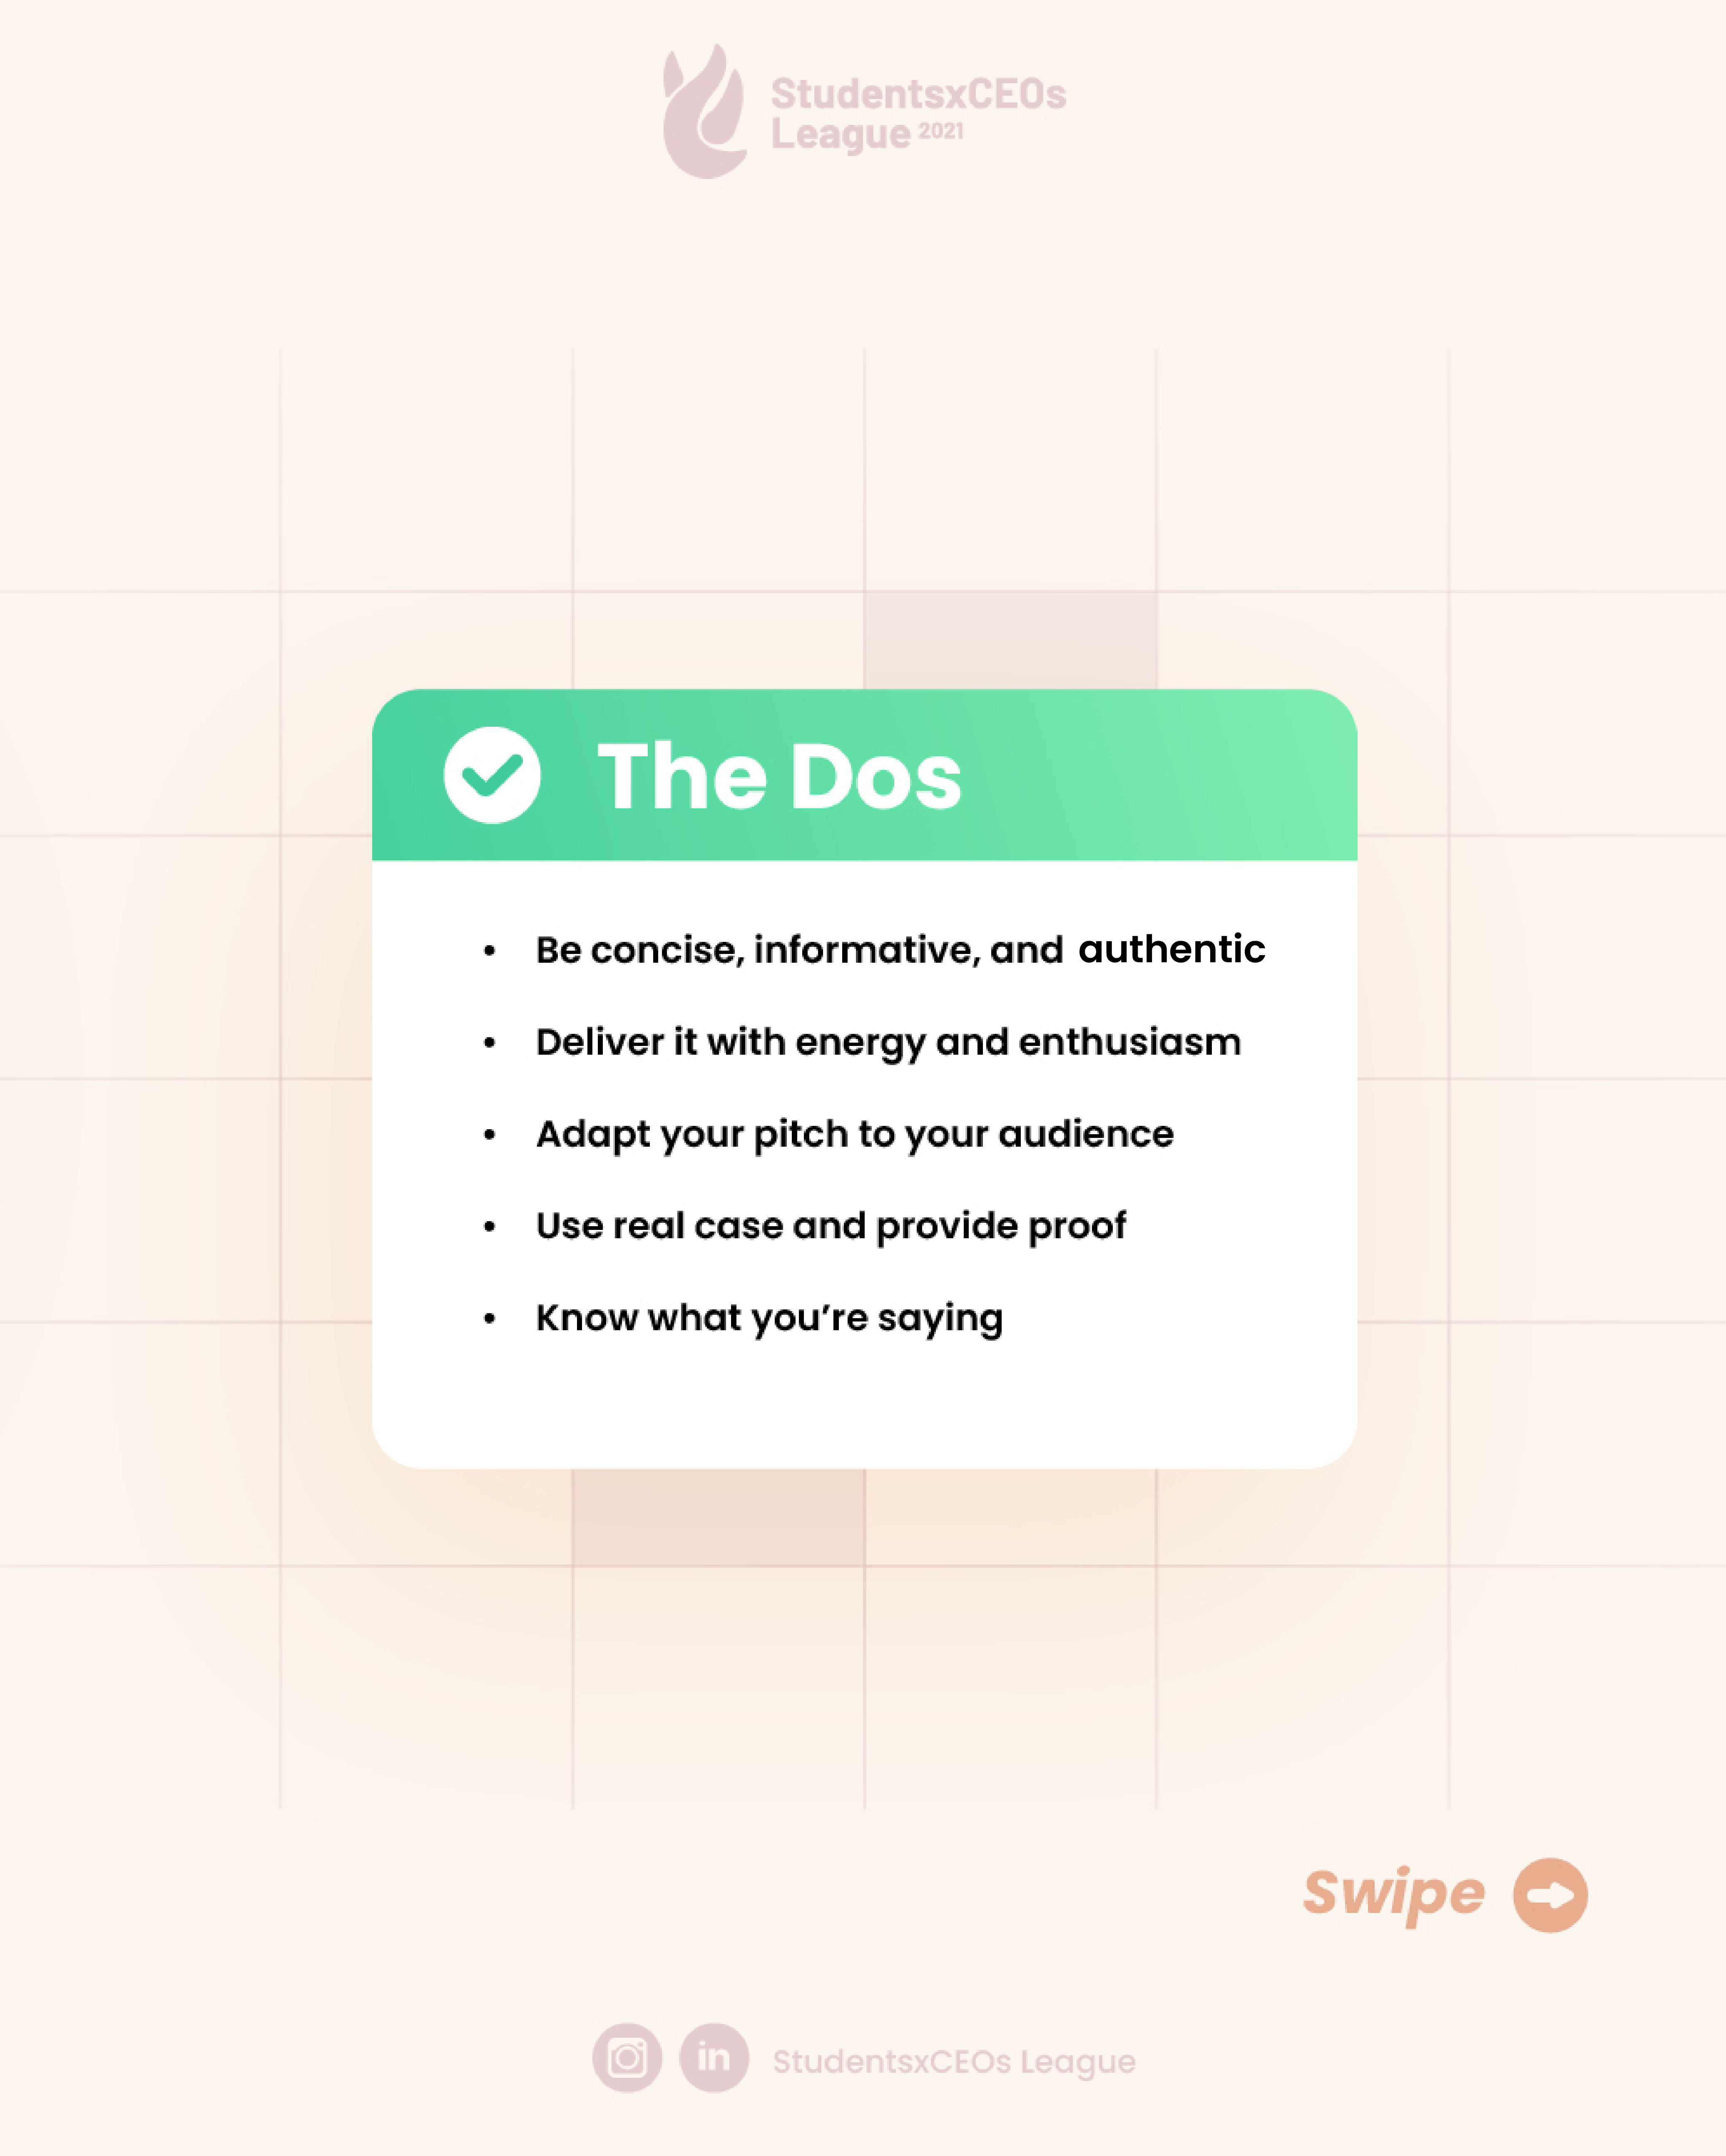 StudentsxCEOs
League 2021
The Dos
• Be concise, informative, and authentic
• Deliver it with energy and enthusiasm
• Adapt your pitch to your audience
• Use real case and provide proof
• Know what you’re saying
Swipe
in StudentsxCEOs League